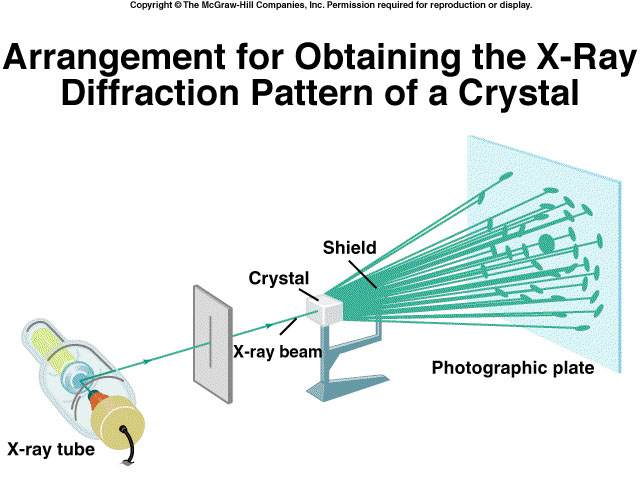 Copyright © The McGraw-Hill Companies, Inc. Permission required for reproduction or display.
Arrangement for Obtaining the X-Ray
Diffraction Pattern of a Crystal
Shield
Crystal
X-ray beam
Photographic plate
X-ray tube